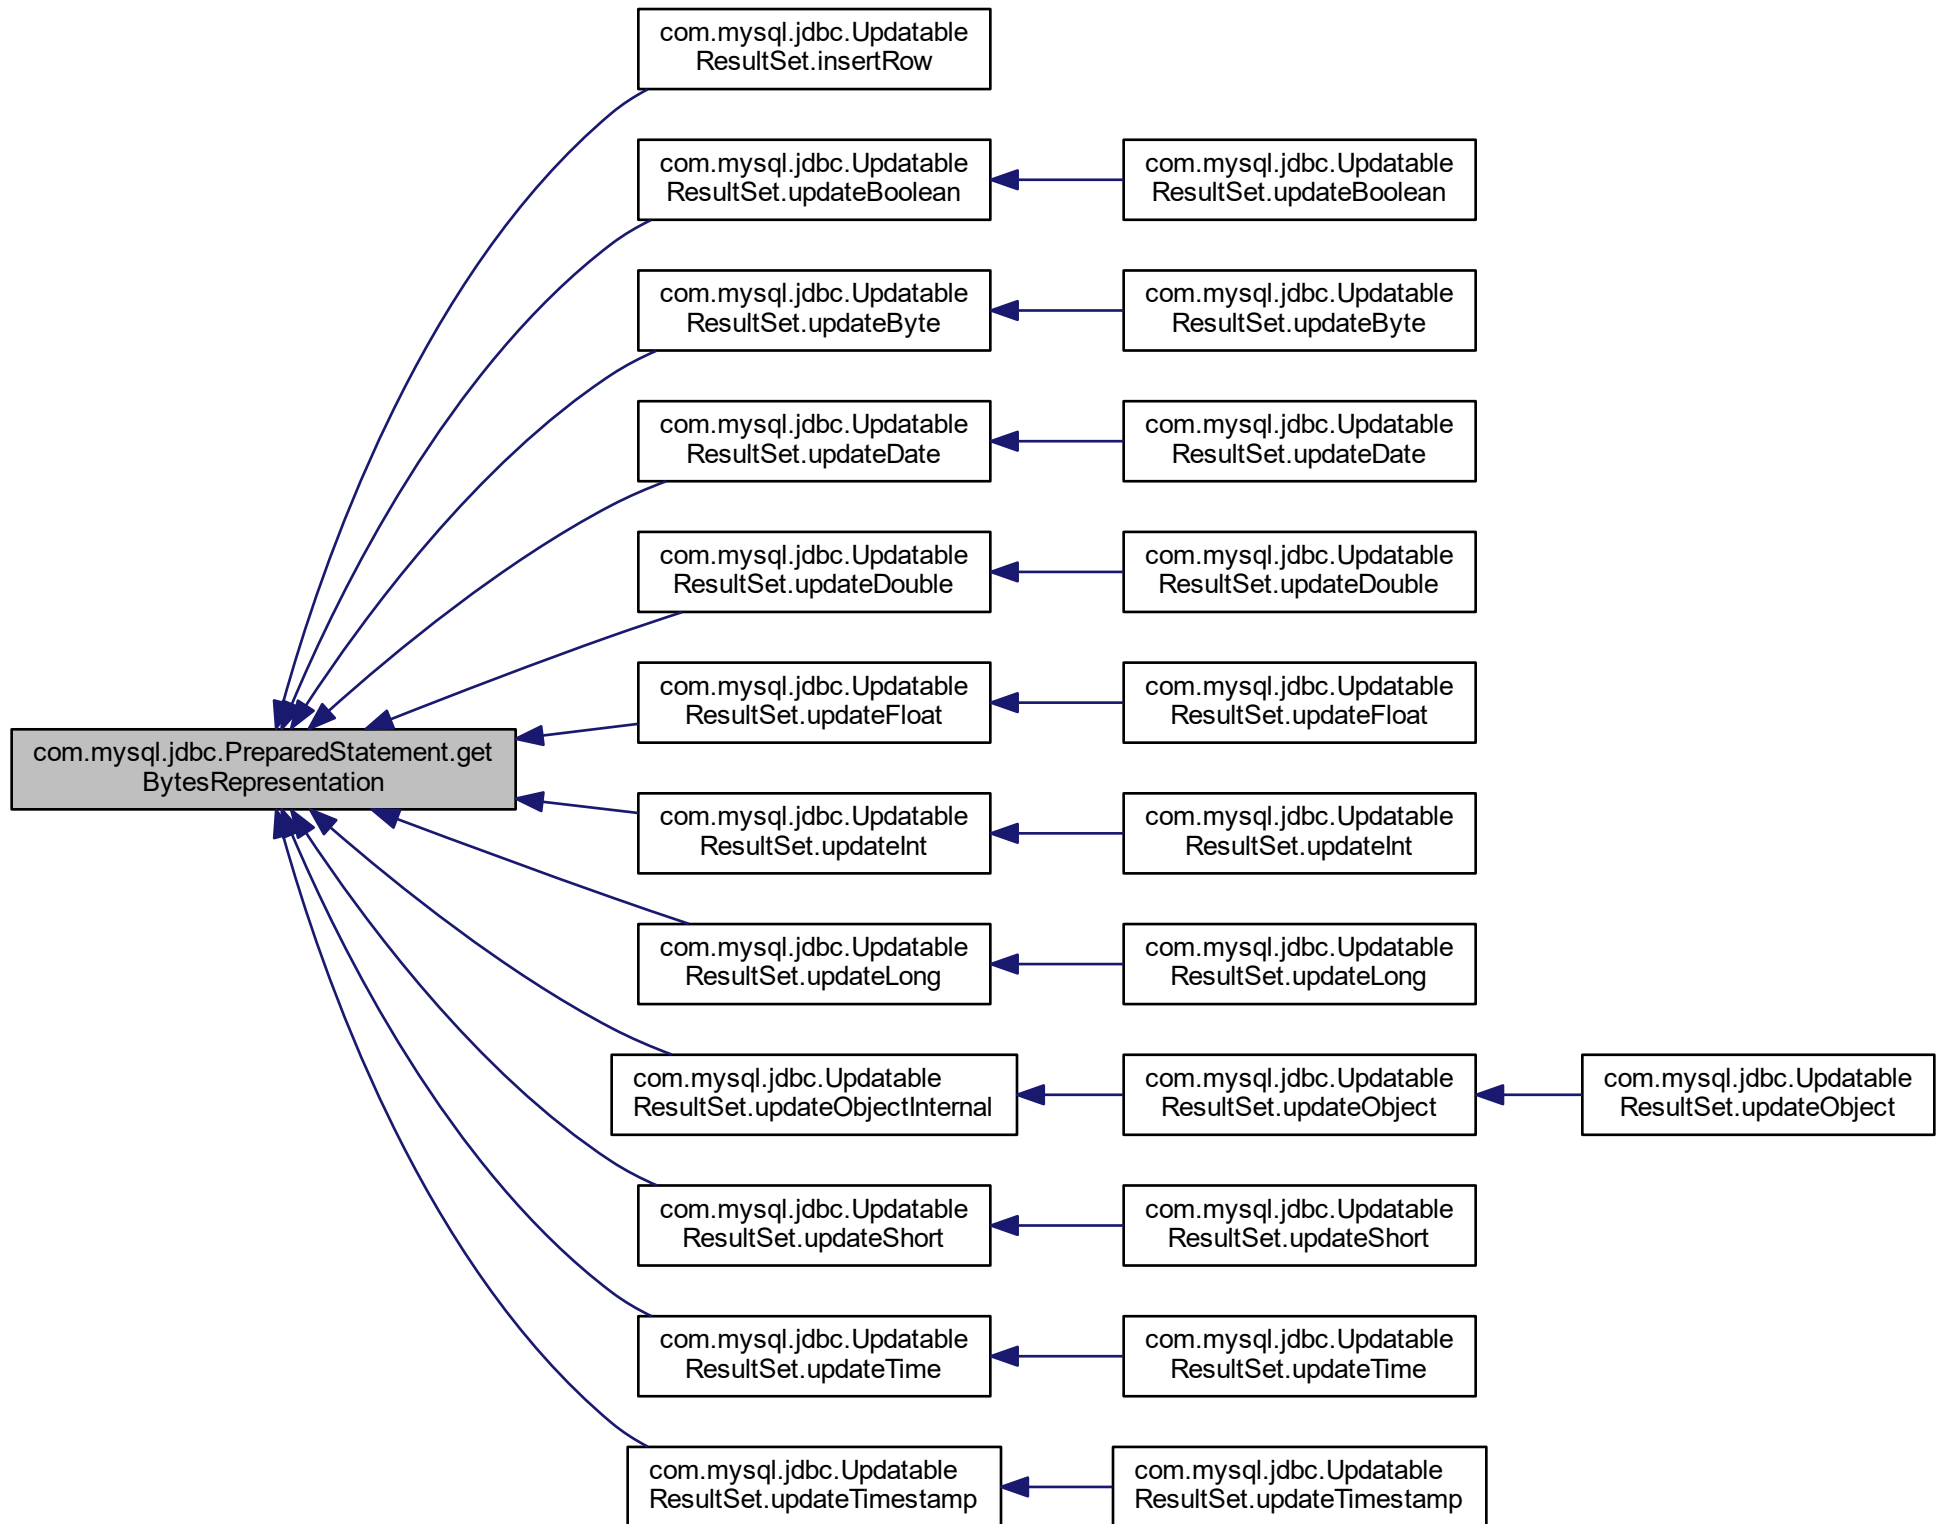 com.mysql.jdbc.Updatable
ResultSet.insertRow
com.mysql.jdbc.Updatable
ResultSet.updateBoolean
com.mysql.jdbc.Updatable
ResultSet.updateBoolean
com.mysql.jdbc.Updatable
ResultSet.updateByte
com.mysql.jdbc.Updatable
ResultSet.updateByte
com.mysql.jdbc.Updatable
ResultSet.updateDate
com.mysql.jdbc.Updatable
ResultSet.updateDate
com.mysql.jdbc.Updatable
ResultSet.updateDouble
com.mysql.jdbc.Updatable
ResultSet.updateDouble
com.mysql.jdbc.Updatable
ResultSet.updateFloat
com.mysql.jdbc.Updatable
ResultSet.updateFloat
com.mysql.jdbc.PreparedStatement.get
BytesRepresentation
com.mysql.jdbc.Updatable
ResultSet.updateInt
com.mysql.jdbc.Updatable
ResultSet.updateInt
com.mysql.jdbc.Updatable
ResultSet.updateLong
com.mysql.jdbc.Updatable
ResultSet.updateLong
com.mysql.jdbc.Updatable
ResultSet.updateObjectInternal
com.mysql.jdbc.Updatable
ResultSet.updateObject
com.mysql.jdbc.Updatable
ResultSet.updateObject
com.mysql.jdbc.Updatable
ResultSet.updateShort
com.mysql.jdbc.Updatable
ResultSet.updateShort
com.mysql.jdbc.Updatable
ResultSet.updateTime
com.mysql.jdbc.Updatable
ResultSet.updateTime
com.mysql.jdbc.Updatable
ResultSet.updateTimestamp
com.mysql.jdbc.Updatable
ResultSet.updateTimestamp